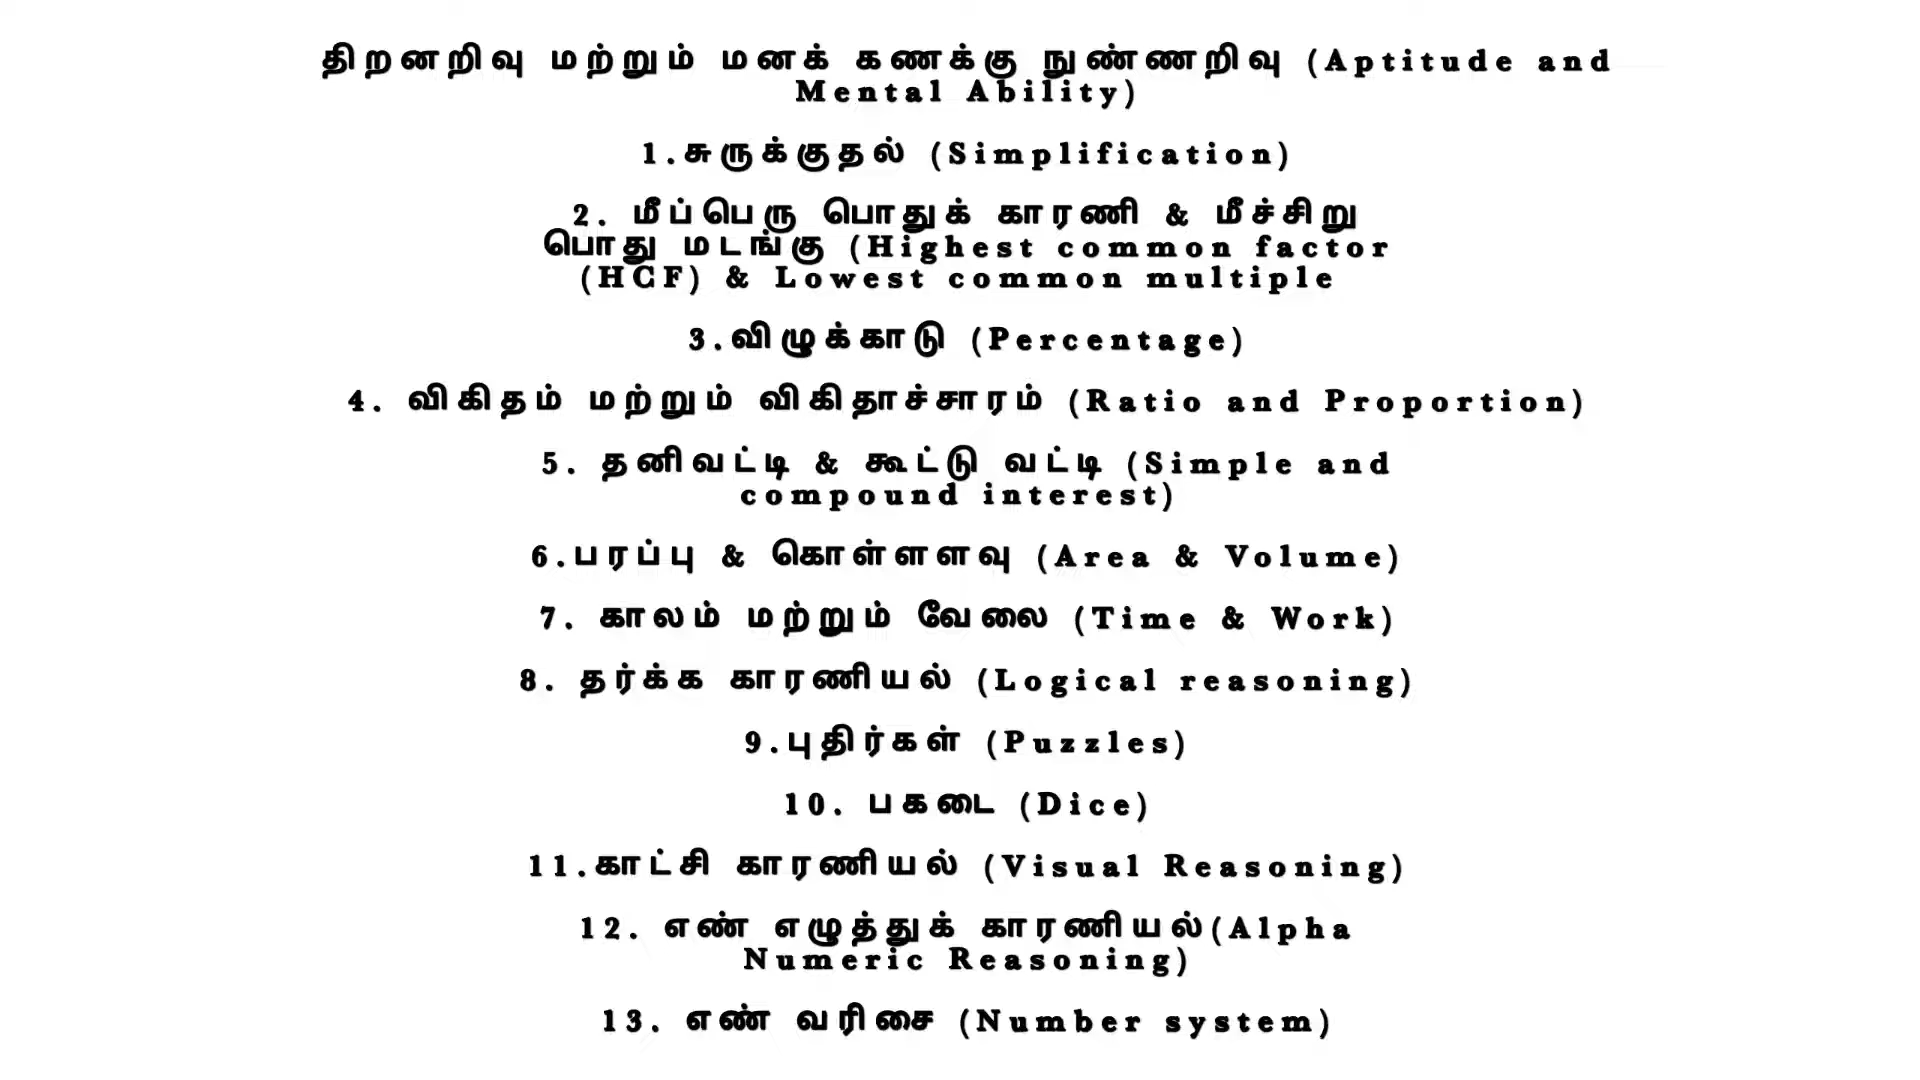 திறனறிவு மற்றும் மனக் கணக்கு நுண்ணறிவு (Aptitude and
Mental Ability)
1.சுருக்குதல் (Simplification)
2. மீப்பெரு பொதுக் காரணி & மீச்சிறு
பொது மடங்கு (Highest common factor
(HCF) & Lowest common multiple
3.விழுக்காடு (Percentage)
4. விகிதம் மற்றும் விகிதாச்சாரம் (Ratio and Proportion)
5. தனிவட்டி & கூட்டு வட்டி (Simple and
compound interest)
6.பரப்பு & கொள்ளளவு (Area & Volume)
7. காலம் மற்றும் வேலை (Time & Work)
8. தர்க்க காரணியல் (Logical reasoning)
9.புதிர்கள் (Puzzles)
10. பகடை (Dice)
11.காட்சி காரணியல் (Visual Reasoning)
12. எண் எழுத்துக் காரணியல்(Alpha
Numeric Reasoning)
13. எண் வரிசை (Number system)